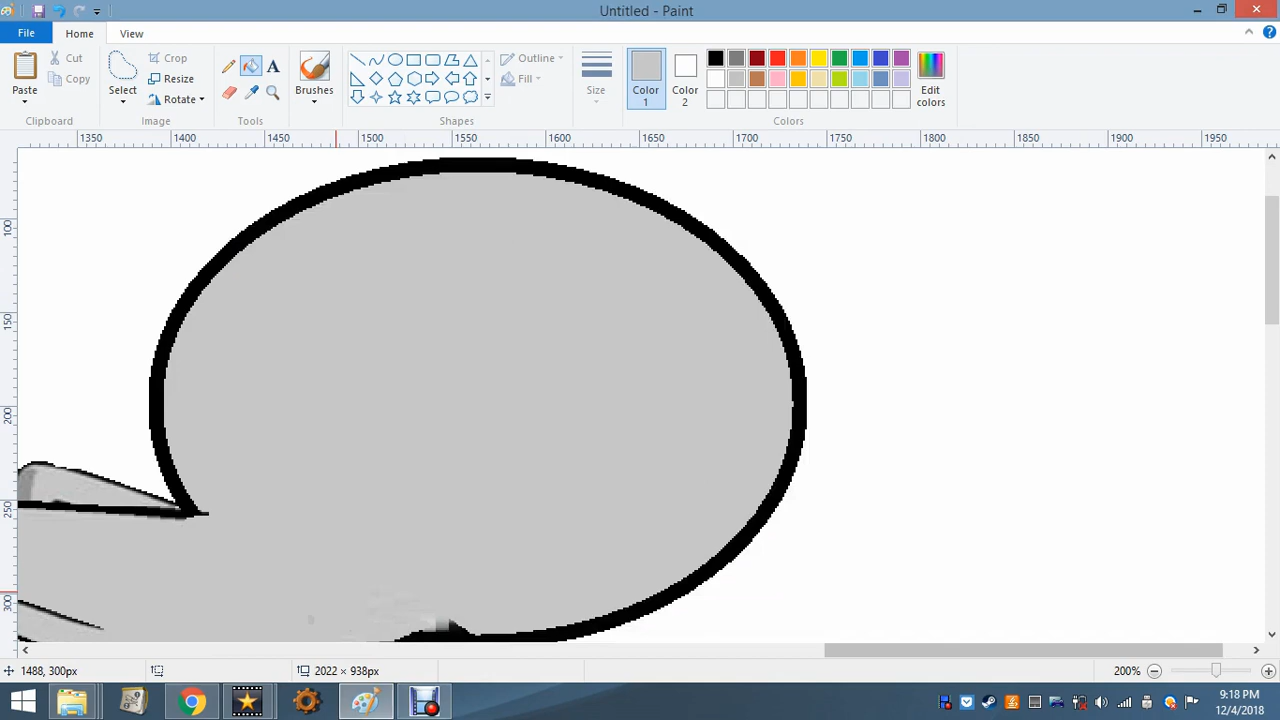 Untitled - Paint
File
Home
View
Paste
Cut
Copy
Clipboard
Select
Crop
Resize
Rotate
Image
A
Tools
Brushes
Outline
Fill
Shapes
Size
Color
1
Color
2
Edit
colors
Colors
1350
1400
1450
1500
1550
1600
1650
1700
1750
1800
1850
1900
1950
100
150
200
250
300
1488, 300px
2022 × 938px
200%
9:18 PM
12/4/2018